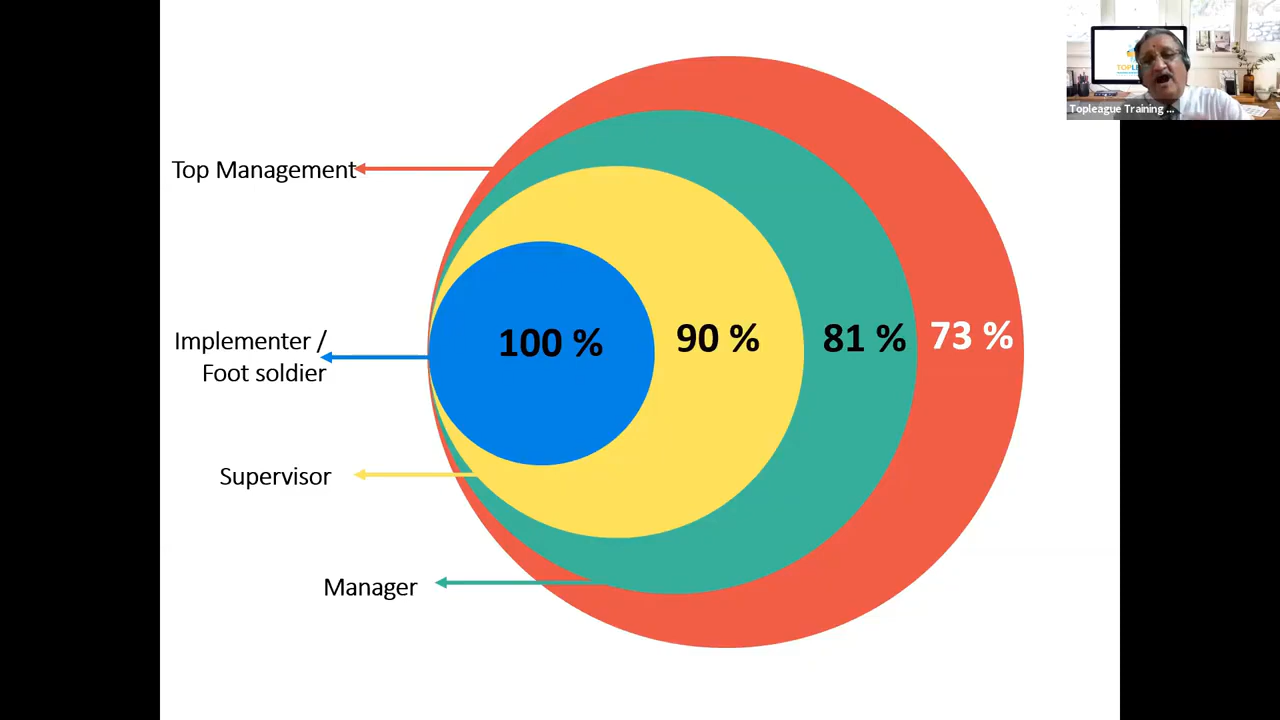 Topleague Training ...
Top Management
Implementer /
Foot soldier
Supervisor
Manager
100 %
90 %
81 %
73 %